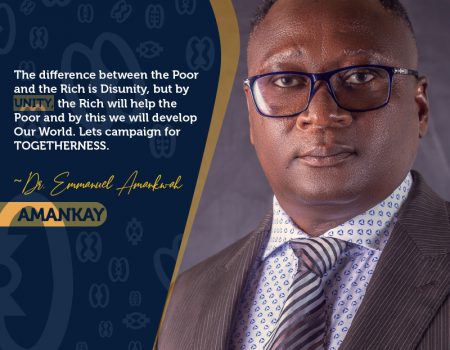 The difference between the Poor
and the Rich is Disunity, but by
UNITY, the Rich will help the
Poor and by this we will develop
Our World. Lets campaign for
TOGETHERNESS.
~ Dr. Emmanuel Amankwah
AMANKAY